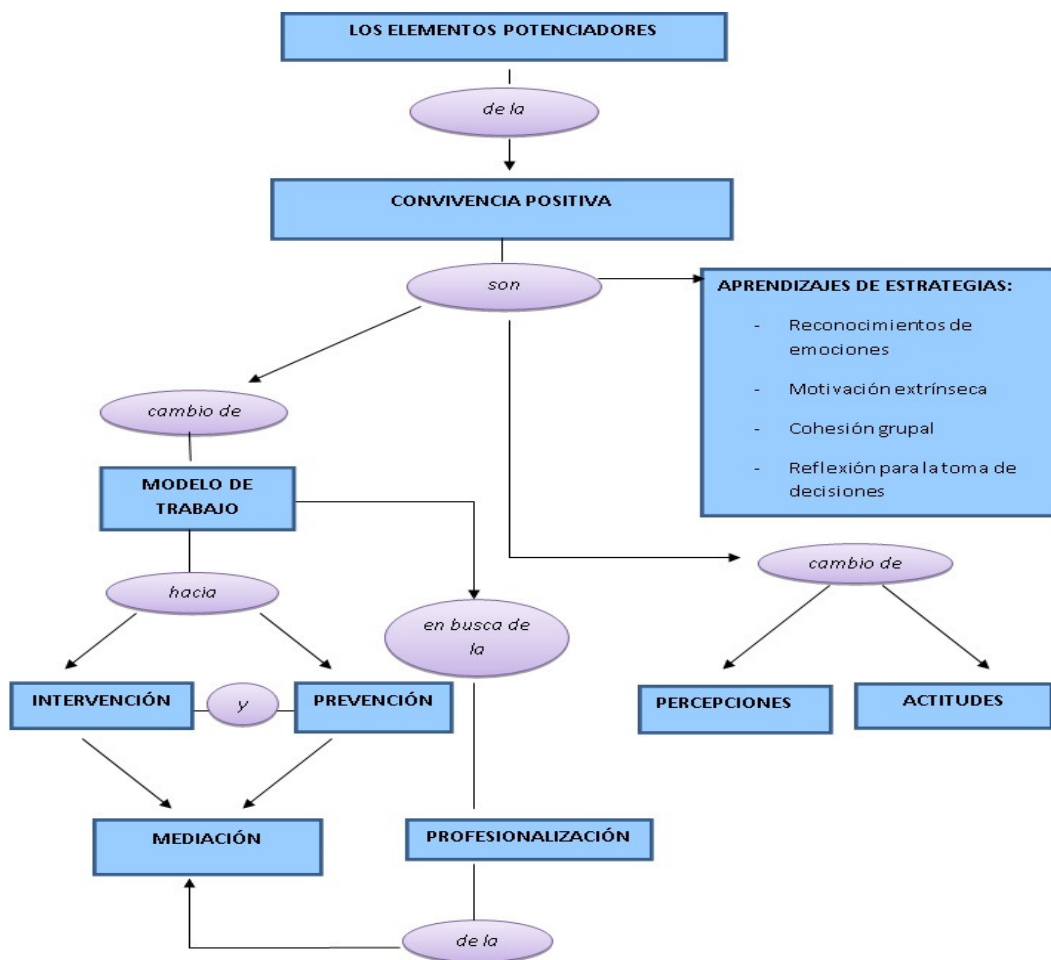 LOS ELEMENTOS POTENCIADORES
de la
CONVIVENCIA POSITIVA
son
APRENDIZAJES DE ESTRATEGIAS:
- Reconocimientos de
emociones
- Motivación extrínseca
- Cohesión grupal
- Reflexión para la toma de
decisiones
cambio de
MODELO DE
TRABAJO
cambio de
hacia
en busca de
la
INTERVENCIÓN
y
PREVENCIÓN
PERCEPCIONES
ACTITUDES
MEDIACIÓN
PROFESIONALIZACIÓN
de la